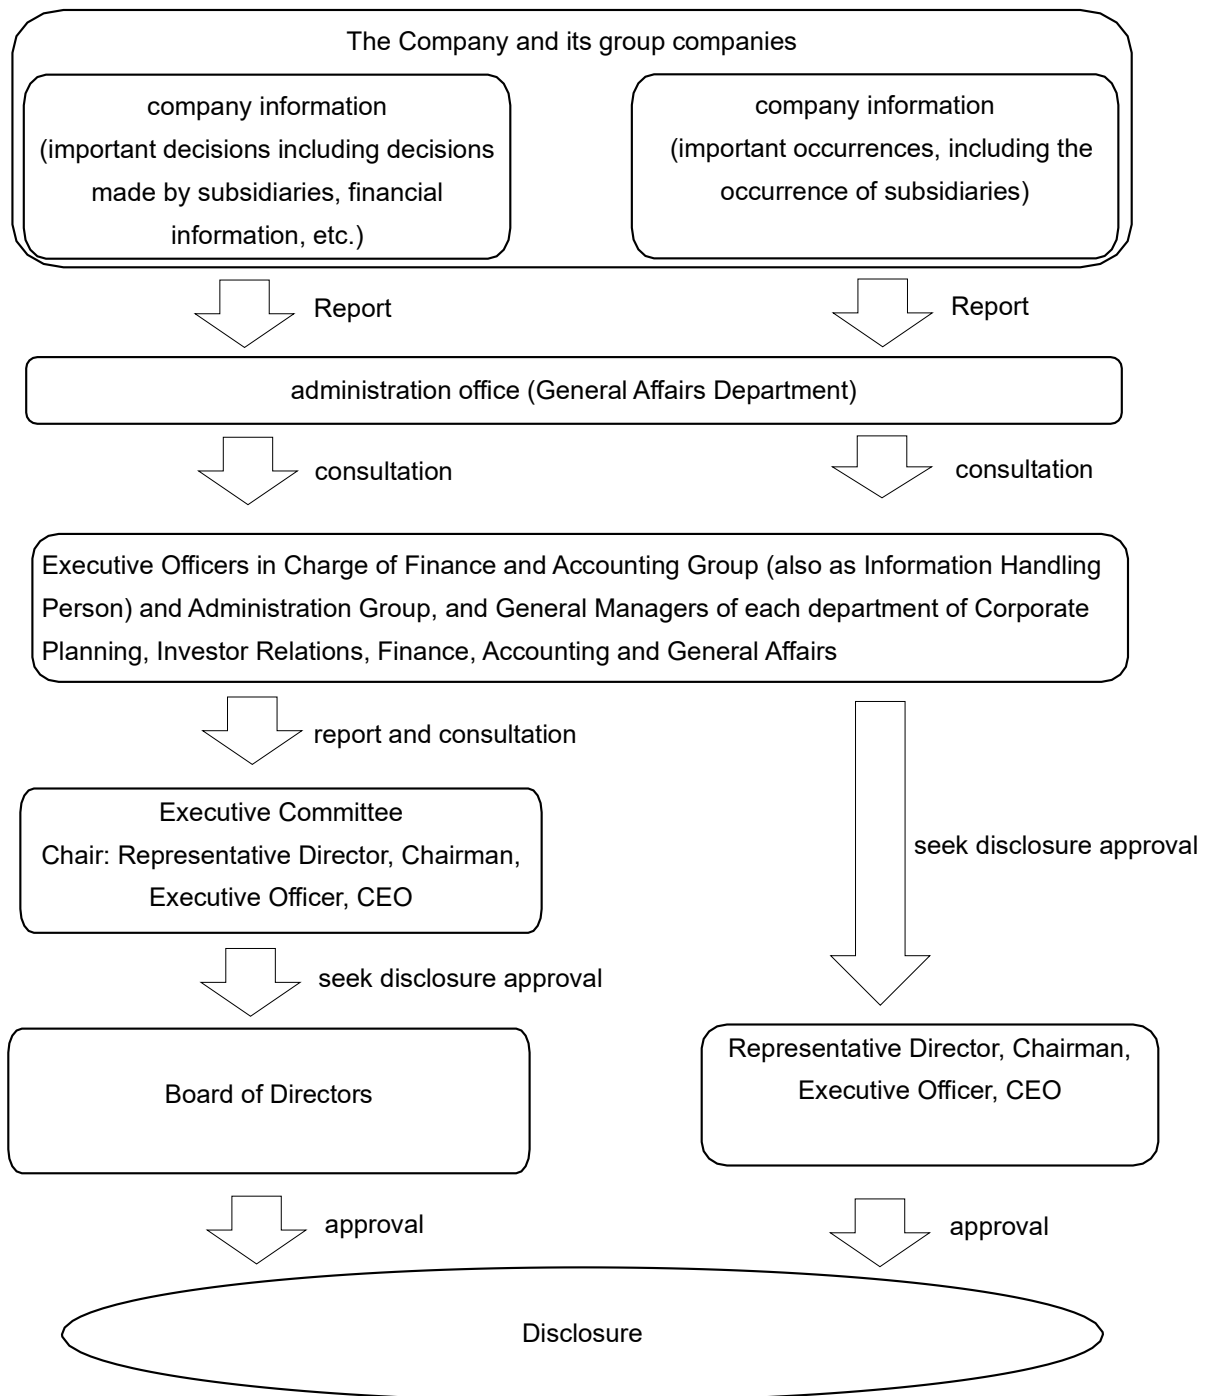 The Company and its group companies
company information
(important decisions including decisions
made by subsidiaries, financial
information, etc.)
company information
(important occurrences, including the
occurrence of subsidiaries)
Report
Report
administration office (General Affairs Department)
consultation
consultation
Executive Officers in Charge of Finance and Accounting Group (also as Information Handling
Person) and Administration Group, and General Managers of each department of Corporate
Planning, Investor Relations, Finance, Accounting and General Affairs
report and consultation
Executive Committee
Chair: Representative Director, Chairman,
Executive Officer, CEO
seek disclosure approval
seek disclosure approval
Board of Directors
Representative Director, Chairman,
Executive Officer, CEO
approval
approval
Disclosure